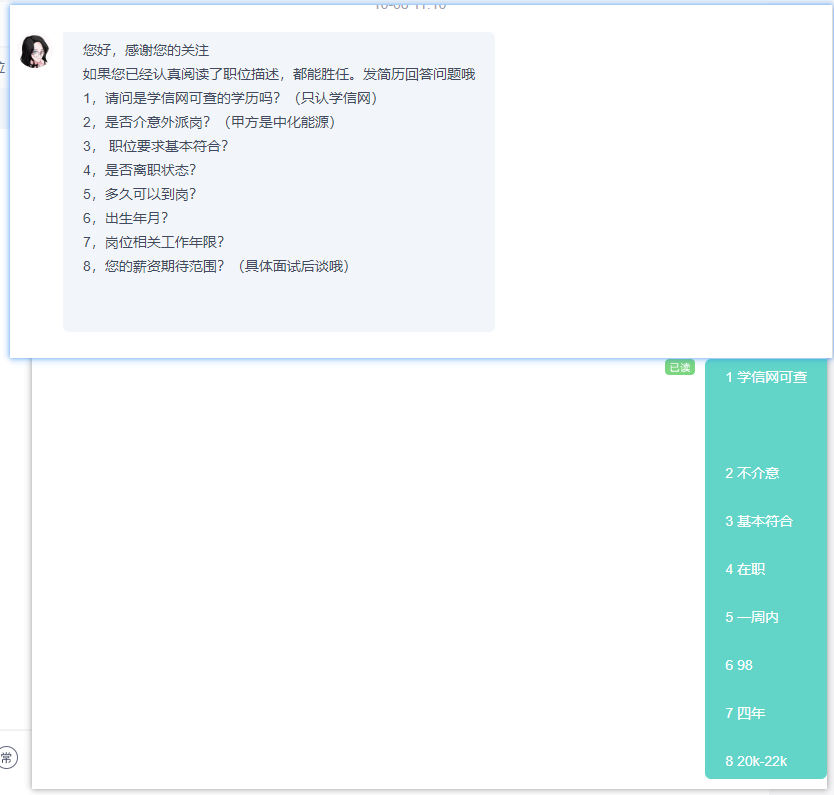 您好，感谢您的关注
如果您已经认真阅读了职位描述，都能胜任。发简历回答问题哦
1，请问是学信网可查的学历吗？（只认学信网）
2，是否介意外派岗？（甲方是中化能源）
3， 职位要求基本符合？
4，是否离职状态？
5，多久可以到岗？
6，出生年月？
7，岗位相关工作年限？
8，您的薪资期待范围？（具体面试后谈哦）
已读
1 学信网可查
2 不介意
3 基本符合
4 在职
5 一周内
6 98
7 四年
8 20k-22k
常